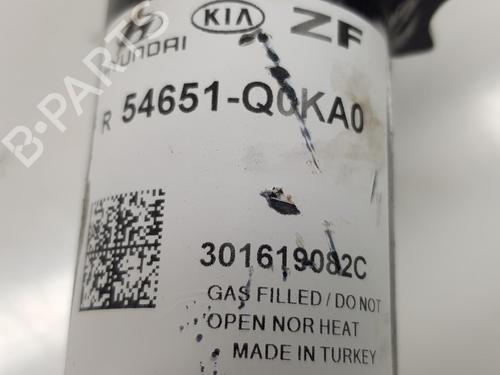 HYUNDAI KIA ZF
R 54651-Q0KA0
301619082C
GAS FILLED / DO NOT
OPEN NOR HEAT
MADE IN TURKEY
B-PARTS